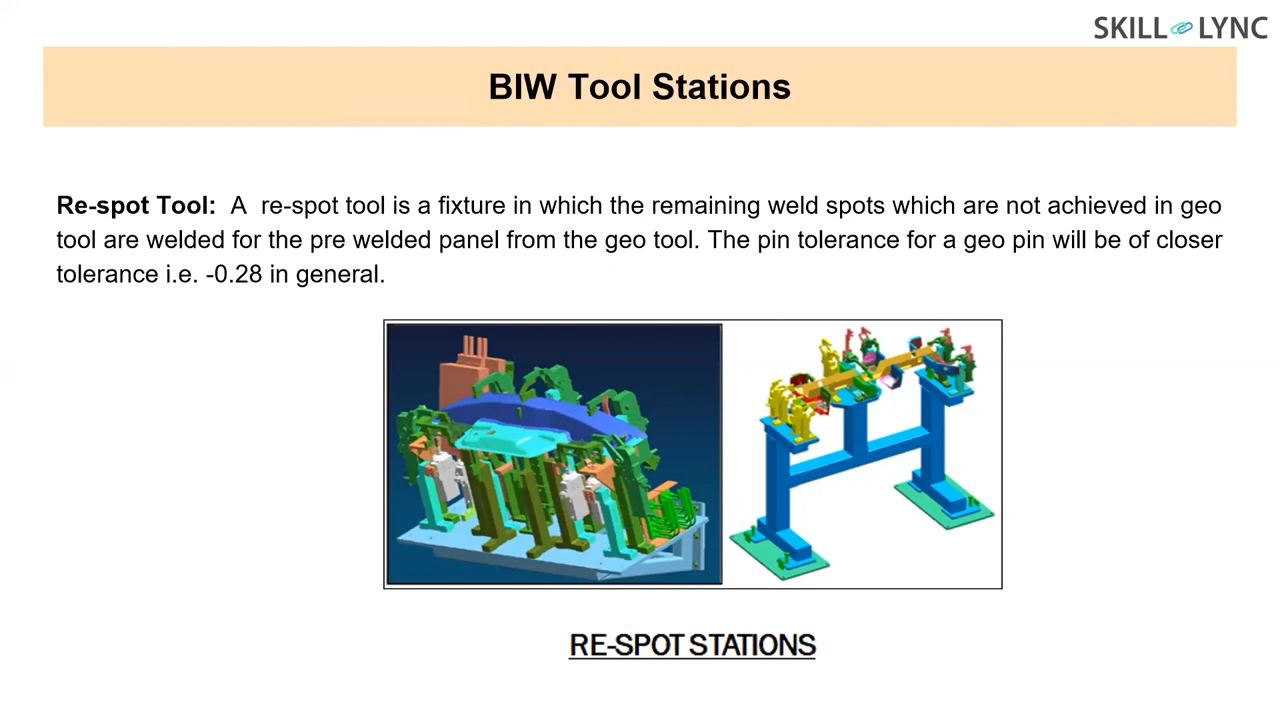 SKILL LYNC
BIW Tool Stations
Re-spot Tool: A re-spot tool is a fixture in which the remaining weld spots which are not achieved in geo
tool are welded for the pre welded panel from the geo tool. The pin tolerance for a geo pin will be of closer
tolerance i.e. -0.28 in general.
RE-SPOT STATIONS